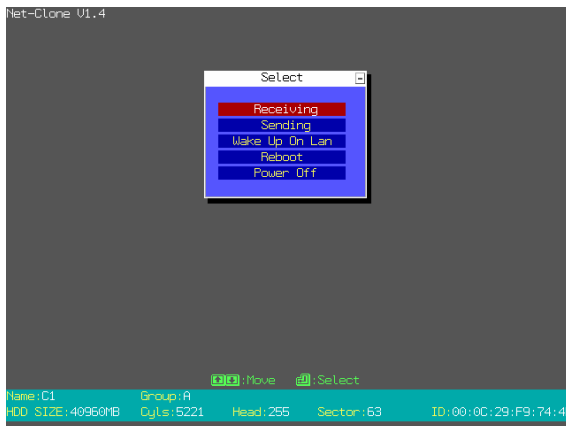 Net-Clone V1.4
Select
Receiving
Sending
Wake Up On Lan
Reboot
Power Off
:Move :Select
Name:C1 Group:A
HDD SIZE:40960MB Cyls:5221 Head:255 Sector:63 ID:00:0C:29:F9:74:4